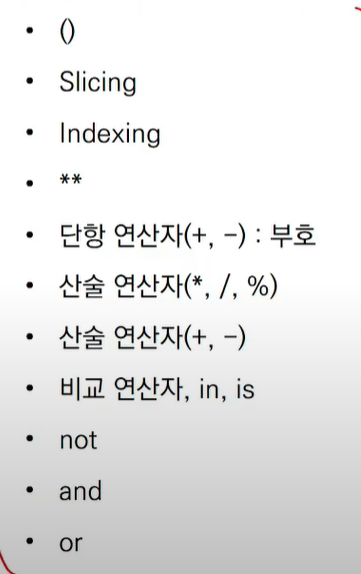 • ()
• Slicing
• Indexing
• **
• 단항 연산자(+, -) : 부호
• 산술 연산자(*, /, %)
• 산술 연산자(+, -)
• 비교 연산자, in, is
• not
• and
• or